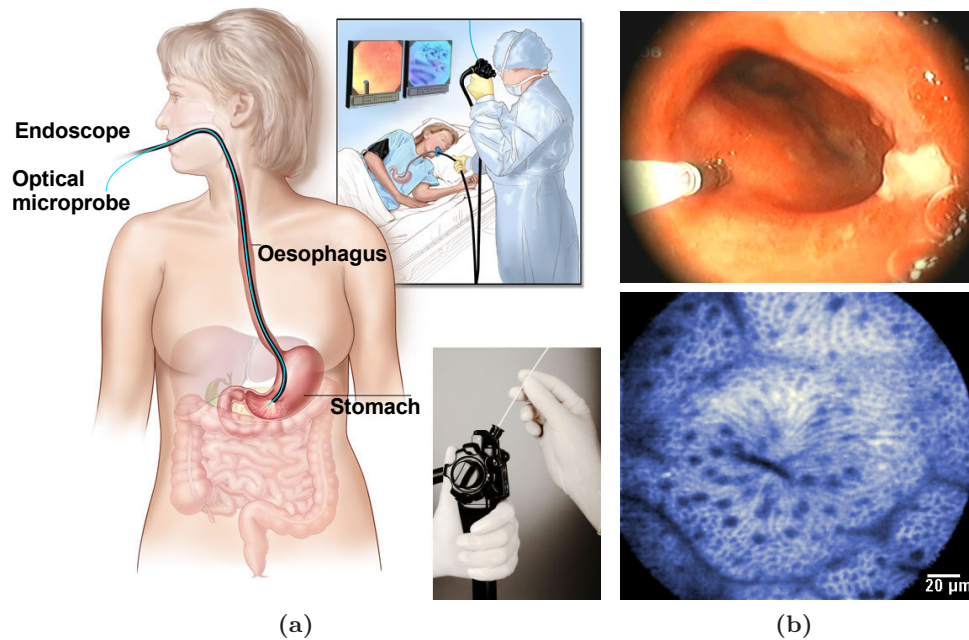 Endoscope
Optical
microprobe
Oesophagus
Stomach
20 μm
(a)
(b)